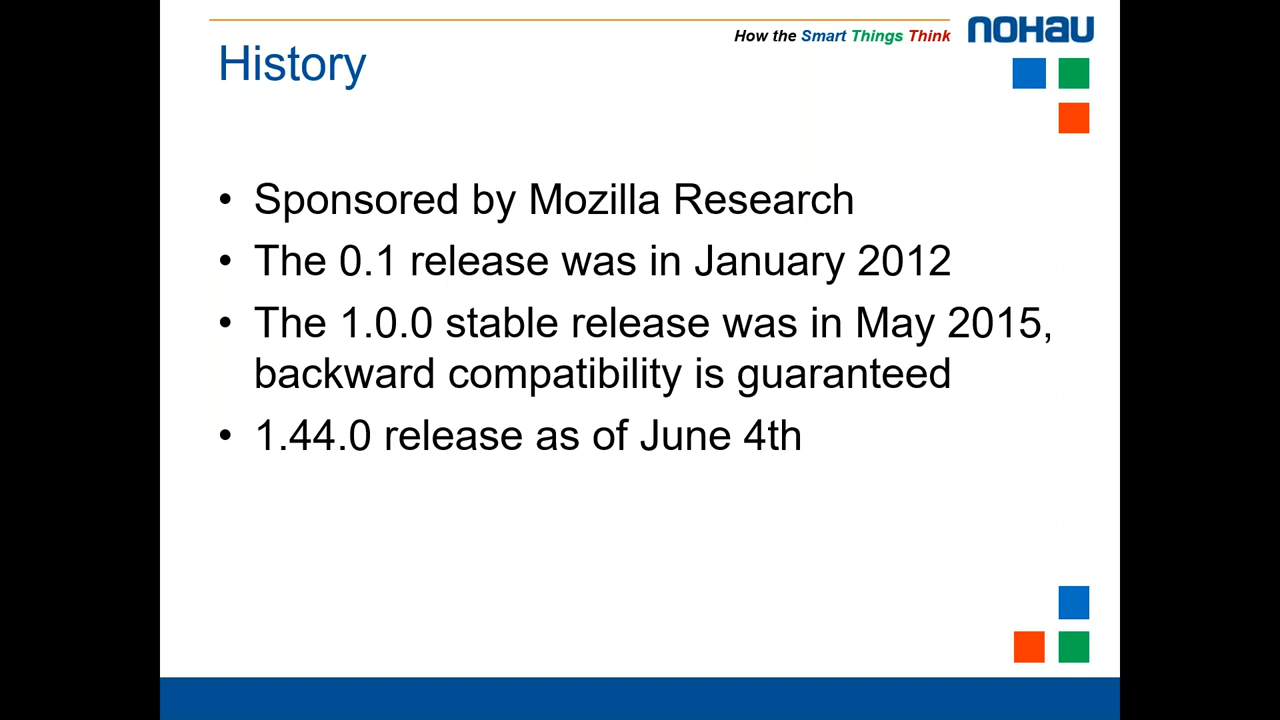 How the Smart Things Think
NOHAU
History
• Sponsored by Mozilla Research
• The 0.1 release was in January 2012
• The 1.0.0 stable release was in May 2015,
backward compatibility is guaranteed
• 1.44.0 release as of June 4th